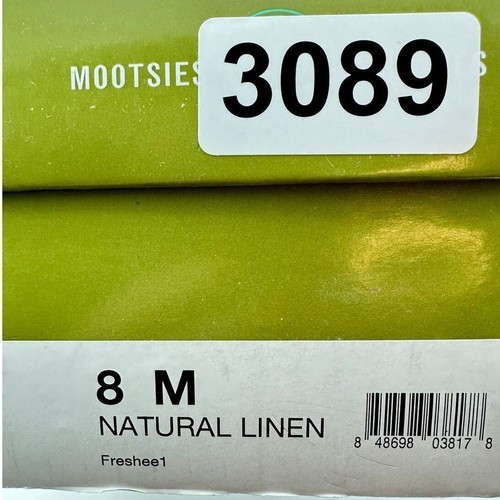 3089
MOOTSIES
8 M
NATURAL LINEN
Freshee1
8 48698 03817 8